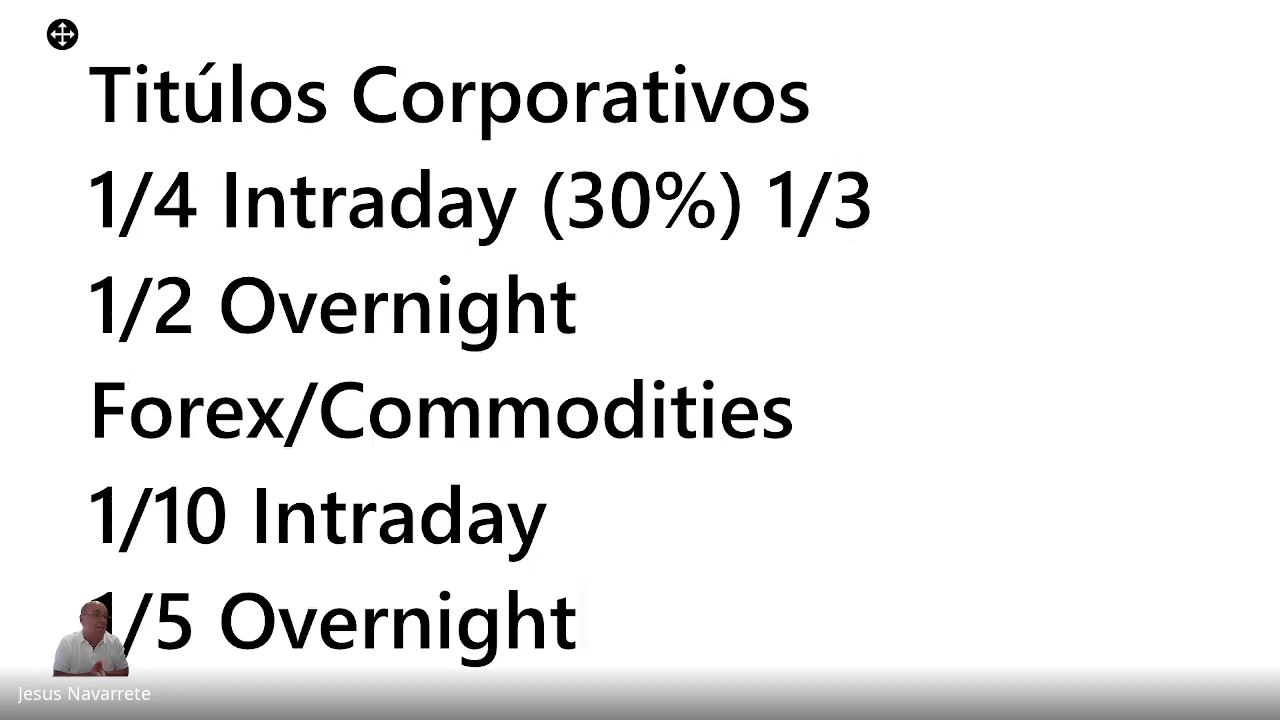 Titúlos Corporativos
1/4 Intraday (30%) 1/3
1/2 Overnight
Forex/Commodities
1/10 Intraday
1/5 Overnight
Jesus Navarrete